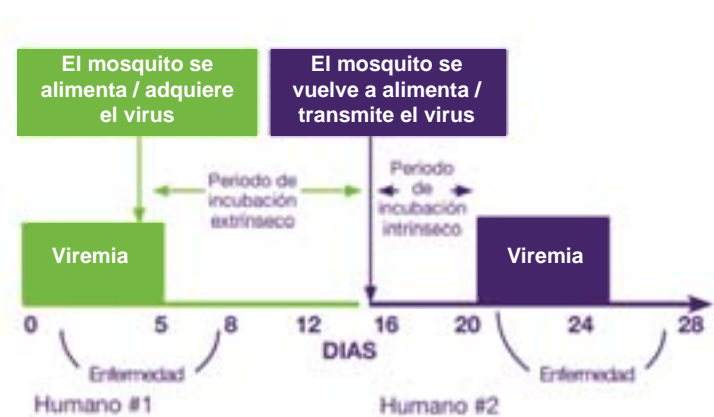 El mosquito se
alimenta / adquiere
el virus
El mosquito se
vuelve a alimenta /
transmite el virus
Periodo de
incubación
extrínseco
Periodo
de
incubación
intrínseco
Viremia
Viremia
0 5 8 12 16 20 24 28
DIAS
Enfermedad
Enfermedad
Humano #1
Humano #2